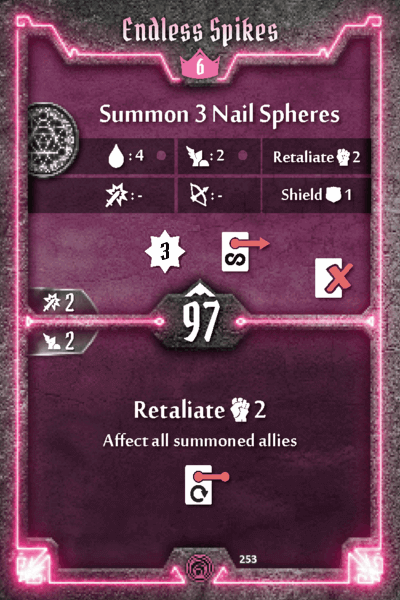 Endless Spikes
6
Summon 3 Nail Spheres
:4 :2 Retaliate 2
:- :- Shield 1
3
2
97
2
Retaliate 2
Affect all summoned allies
253